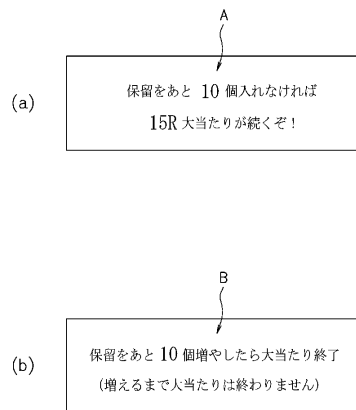 A
(a)
保留をあと 10 個入れなければ
15R 大当たりが続くぞ！
B
(b)
保留をあと 10 個増やしたら大当たり終了
(増えるまで大当たりは終わりません)